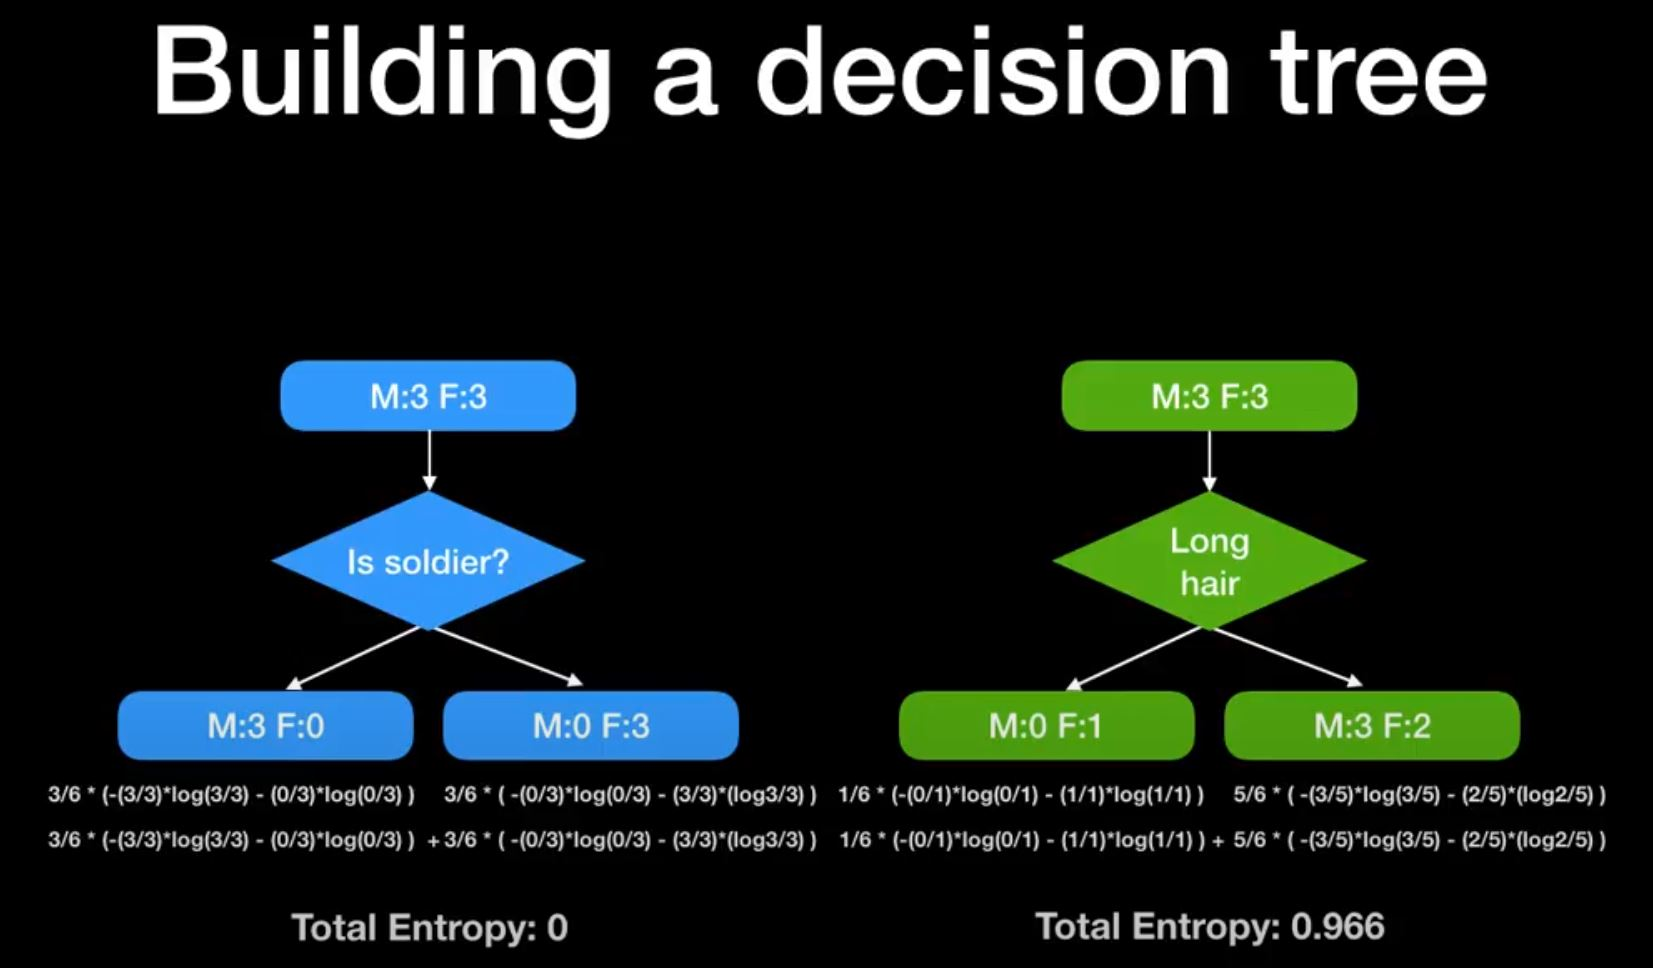 Building a decision tree
M:3 F:3
Is soldier?
M:3 F:0
M:0 F:3
3/6 * (-(3/3)*log(3/3) - (0/3)*log(0/3) )
3/6 * ( -(0/3)*log(0/3) - (3/3)*(log3/3) )
3/6 * (-(3/3)*log(3/3) - (0/3)*log(0/3) ) + 3/6 * ( -(0/3)*log(0/3) - (3/3)*(log3/3) )
Total Entropy: 0
M:3 F:3
Long
hair
M:0 F:1
M:3 F:2
1/6 * (-(0/1)*log(0/1) - (1/1)*log(1/1) )
5/6 * ( -(3/5)*log(3/5) - (2/5)*(log2/5) )
1/6 * (-(0/1)*log(0/1) - (1/1)*log(1/1) ) + 5/6 * ( -(3/5)*log(3/5) - (2/5)*(log2/5) )
Total Entropy: 0.966